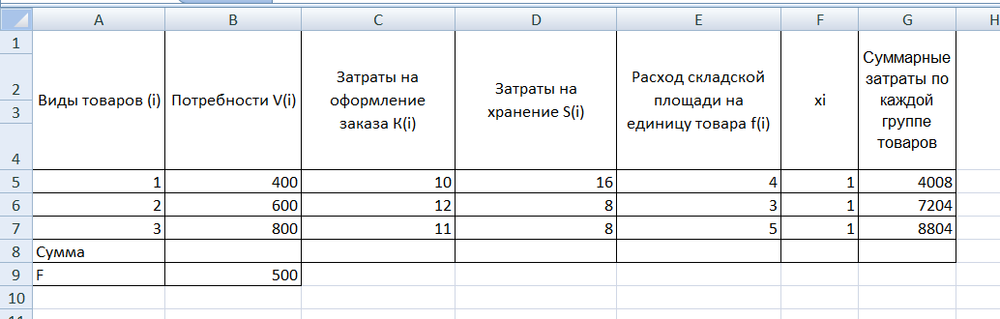 A B C D E F G H
1
2
3
4
Виды товаров (i)
Потребности V(i)
Затраты на
оформление
заказа К(i)
Затраты на
хранение S(i)
Расход складской
площади на
единицу товара f(i)
xi
Суммарные
затраты по
каждой
группе
товаров
5 1 400 10 16 4 1 4008
6 2 600 12 8 3 1 7204
7 3 800 11 8 5 1 8804
8 Сумма
9 F 500
10
11